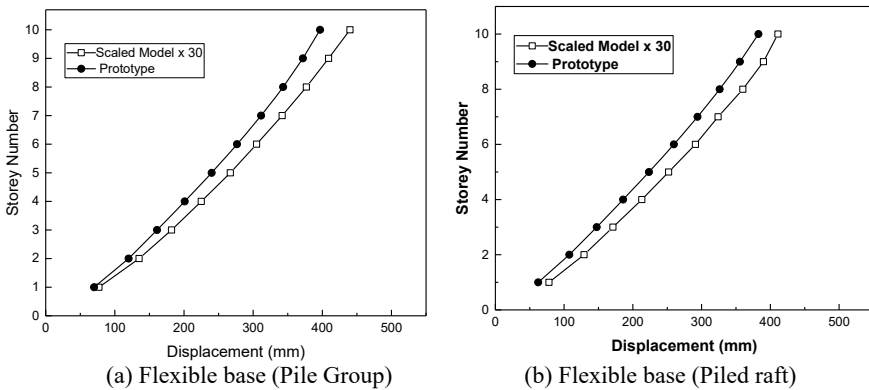 10
9
8
7
6
5
4
3
2
1
0
Storey Number
Scaled Model x 30
Prototype
0 100 200 300 400 500
Displacement (mm)
(a) Flexible base (Pile Group)
10
8
6
4
2
0
Storey Number
Scaled Model x 30
Prototype
0 100 200 300 400 500
Displacement (mm)
(b) Flexible base (Piled raft)